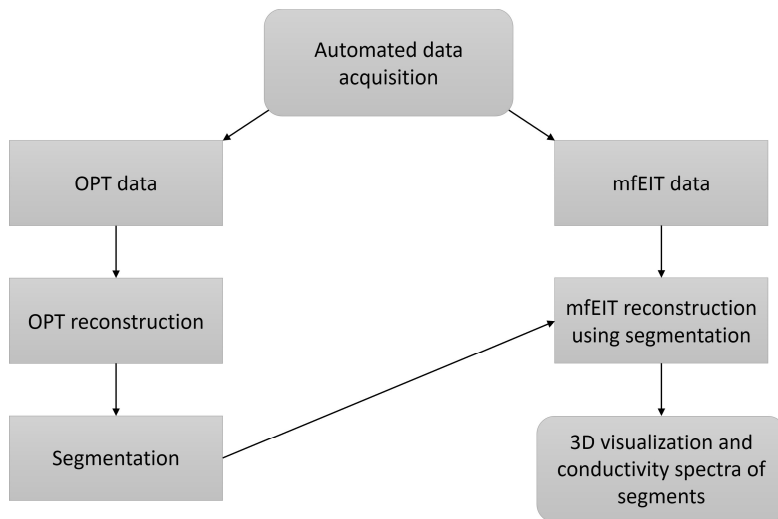 Automated data
acquisition
OPT data
mfEIT data
OPT reconstruction
mfEIT reconstruction
using segmentation
Segmentation
3D visualization and
conductivity spectra of
segments